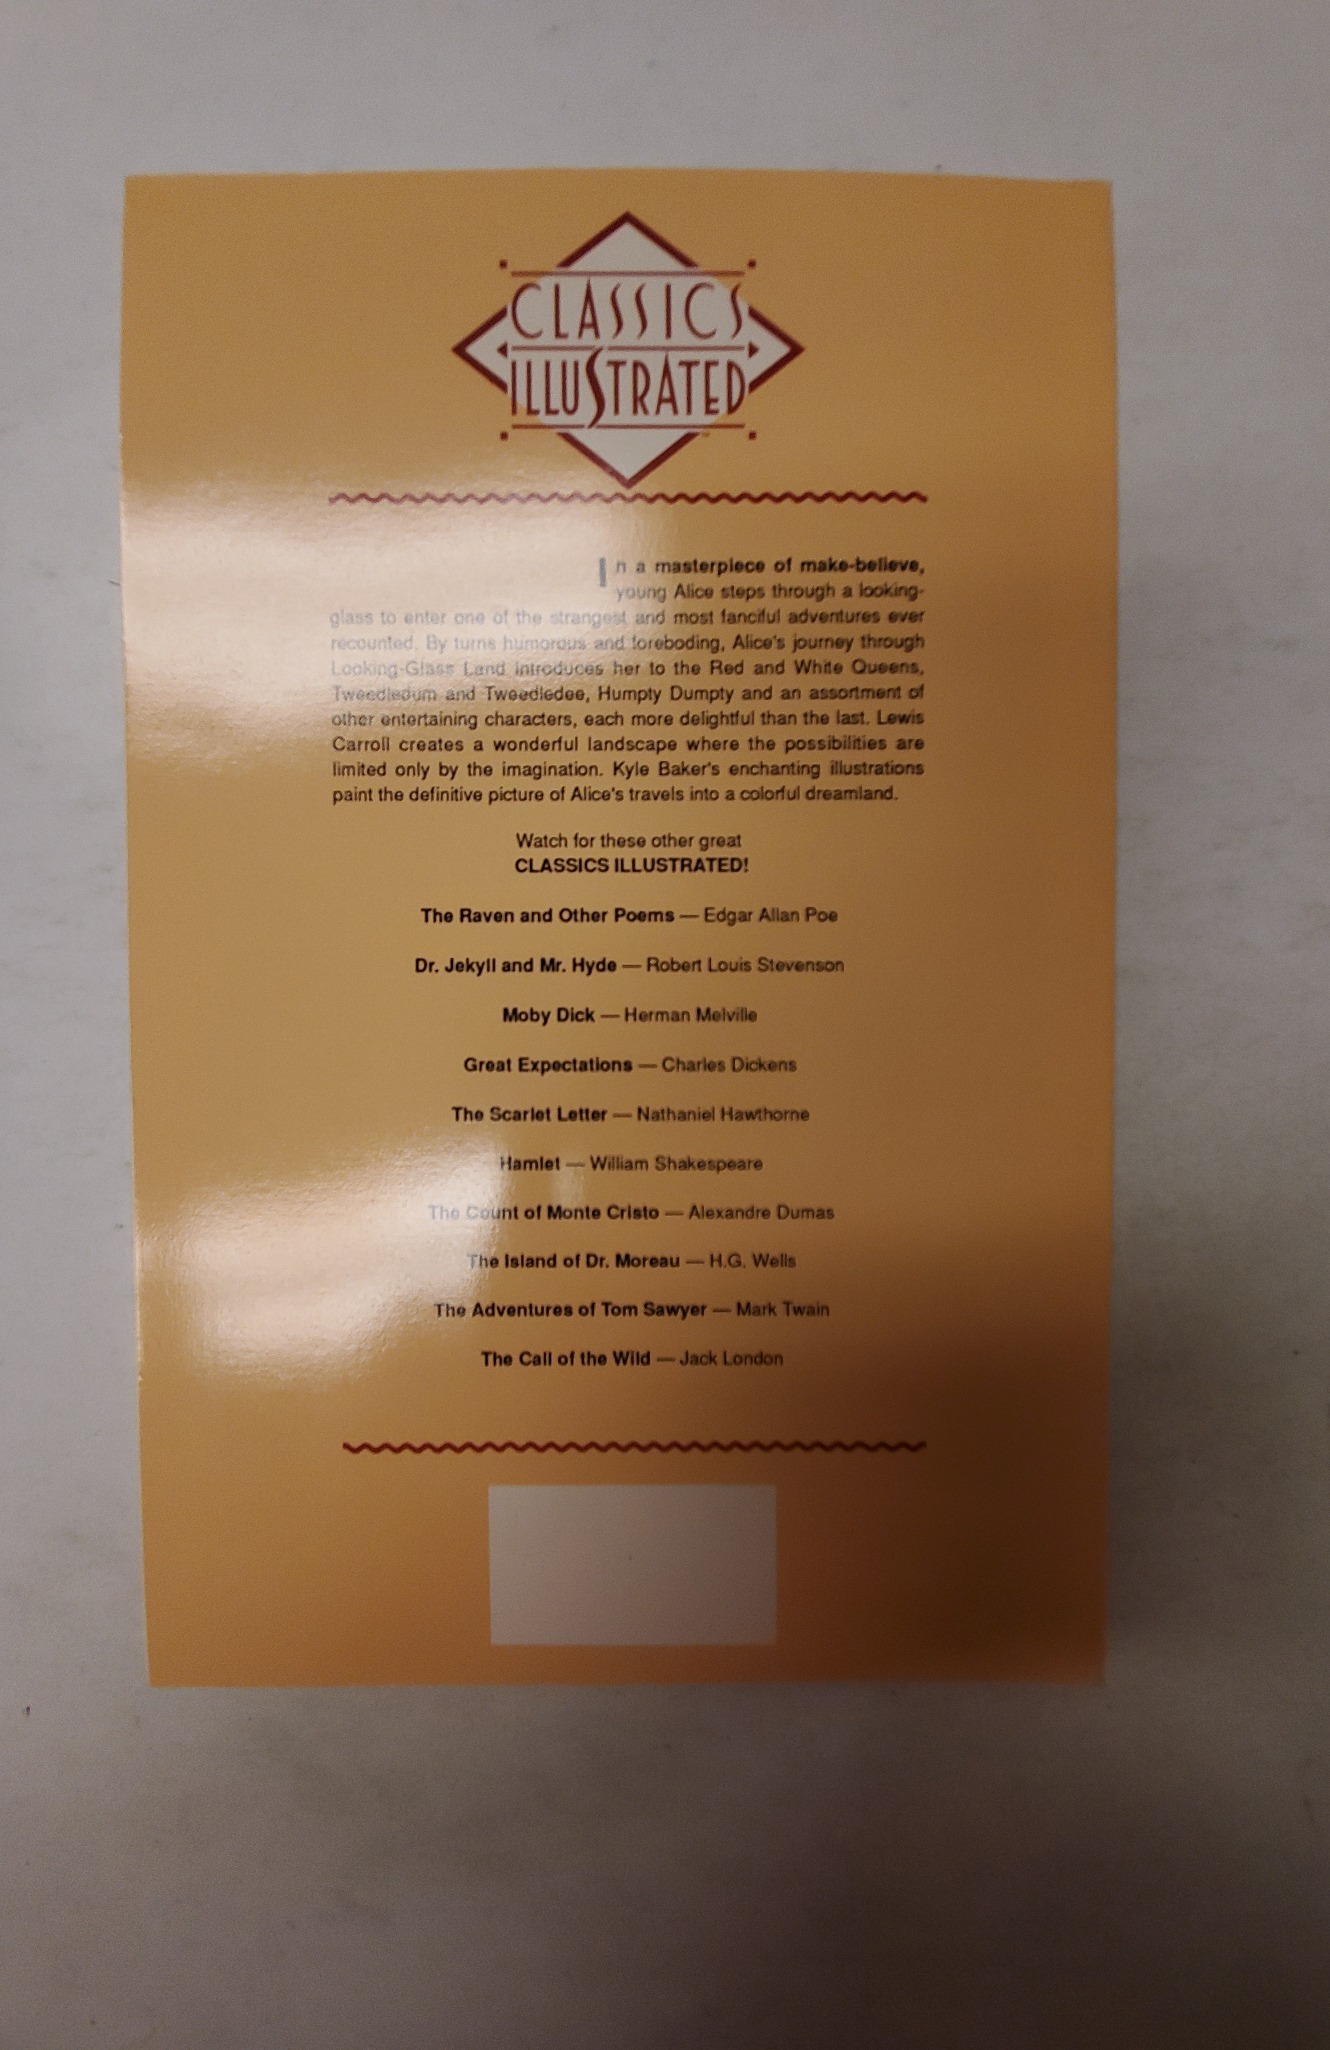 CLASSICS
ILLUSTRATED
In a masterpiece of make-believe,
young Alice steps through a looking-
glass to enter one of the strangest and most fanciful adventures ever
recounted. By turns humorous and foreboding, Alice's journey through
Looking-Glass Land introduces her to the Red and White Queens,
Tweedledum and Tweedledee, Humpty Dumpty and an assortment of
other entertaining characters, each more delightful than the last. Lewis
Carroll creates a wonderful landscape where the possibilities are
limited only by the imagination. Kyle Baker's enchanting illustrations
paint the definitive picture of Alice's travels into a colorful dreamland.
Watch for these other great
CLASSICS ILLUSTRATED!
The Raven and Other Poems — Edgar Allan Poe
Dr. Jekyll and Mr. Hyde — Robert Louis Stevenson
Moby Dick — Herman Melville
Great Expectations — Charles Dickens
The Scarlet Letter — Nathaniel Hawthorne
Hamlet — William Shakespeare
The Count of Monte Cristo — Alexandre Dumas
The Island of Dr. Moreau — H.G. Wells
The Adventures of Tom Sawyer — Mark Twain
The Call of the Wild — Jack London